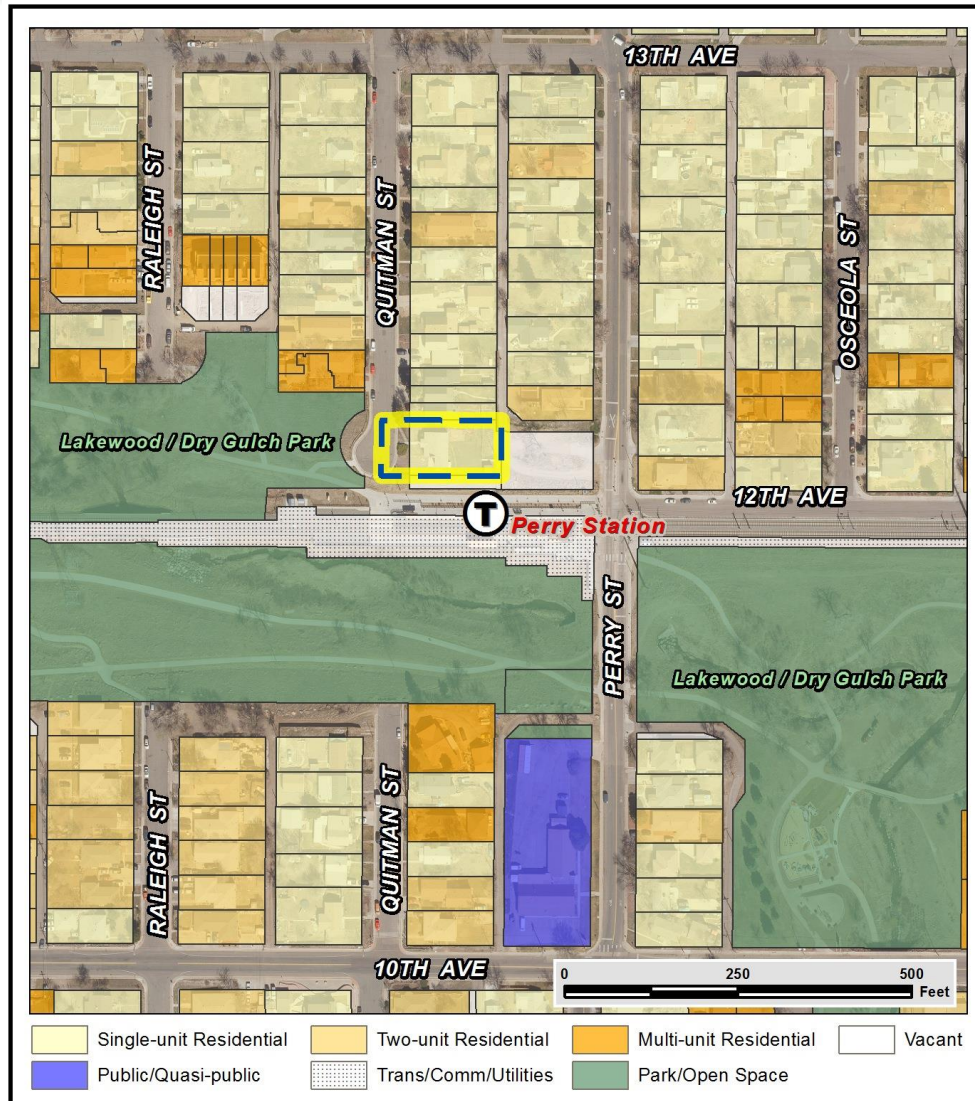 13TH AVE
RALEIGH ST
QUITMAN ST
OSCEOLA ST
Lakewood / Dry Gulch Park
12TH AVE
T
Perry Station
PERRY ST
Lakewood / Dry Gulch Park
RALEIGH ST
QUITMAN ST
10TH AVE
0 250 500
Feet
Single-unit Residential Two-unit Residential Multi-unit Residential Vacant
Public/Quasi-public Trans/Comm/Utilities Park/Open Space